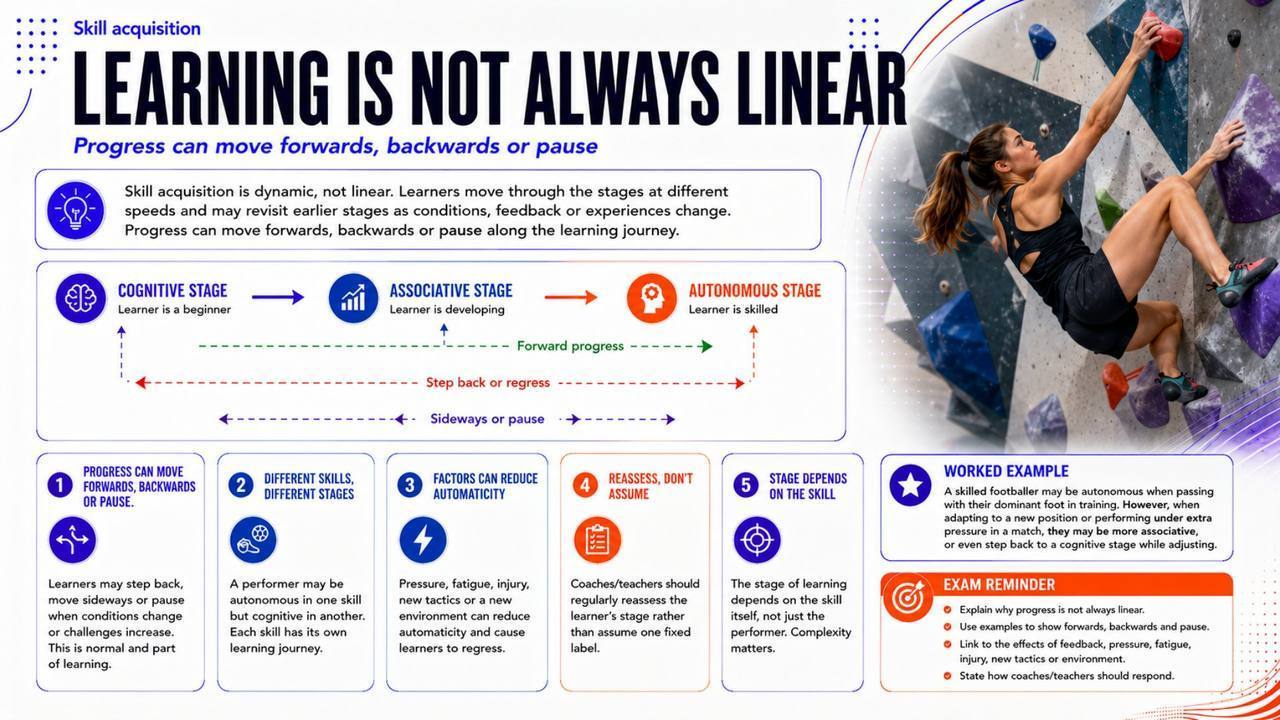 Skill acquisition
LEARNING IS NOT ALWAYS LINEAR
Progress can move forwards, backwards or pause
Skill acquisition is dynamic, not linear. Learners move through the stages at different
speeds and may revisit earlier stages as conditions, feedback or experiences change.
Progress can move forwards, backwards or pause along the learning journey.
COGNITIVE STAGE
Learner is a beginner
ASSOCIATIVE STAGE
Learner is developing
AUTONOMOUS STAGE
Learner is skilled
Forward progress
Step back or regress
Sideways or pause
1
PROGRESS CAN MOVE
FORWARDS, BACKWARDS
OR PAUSE.
Learners may step back,
move sideways or pause
when conditions change
or challenges increase.
This is normal and part
of learning.
2
DIFFERENT SKILLS,
DIFFERENT STAGES
A performer may be
autonomous in one skill
but cognitive in another.
Each skill has its own
learning journey.
3
FACTORS CAN REDUCE
AUTOMATICITY
Pressure, fatigue, injury,
new tactics or a new
environment can reduce
automaticity and cause
learners to regress.
4
REASSESS, DON'T
ASSUME
Coaches/teachers should
regularly reassess the
learner's stage rather
than assume one fixed
label.
5
STAGE DEPENDS
ON THE SKILL
The stage of learning
depends on the skill
itself, not just the
performer. Complexity
matters.
WORKED EXAMPLE
A skilled footballer may be autonomous when passing
with their dominant foot in training. However, when
adapting to a new position or performing under extra
pressure in a match, they may be more associative,
or even step back to a cognitive stage while adjusting.
EXAM REMINDER
Explain why progress is not always linear.
Use examples to show forwards, backwards and pause.
Link to the effects of feedback, pressure, fatigue,
injury, new tactics or environment.
State how coaches/teachers should respond.